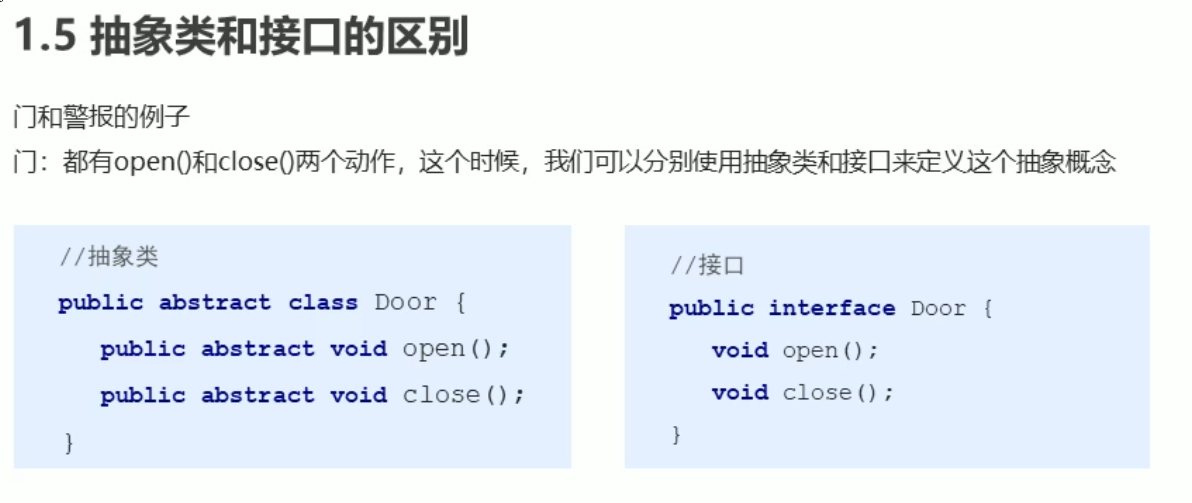 1.5 抽象类和接口的区别
门和警报的例子
门：都有open()和close()两个动作，这个时候，我们可以分别使用抽象类和接口来定义这个抽象概念
//抽象类
public abstract class Door {
public abstract void open();
public abstract void close();
}
//接口
public interface Door {
void open();
void close();
}